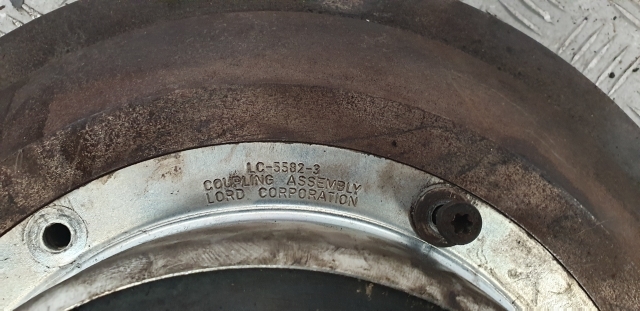 LC-5582-3
COUPLING ASSEMBLY
LORD CORPORATION